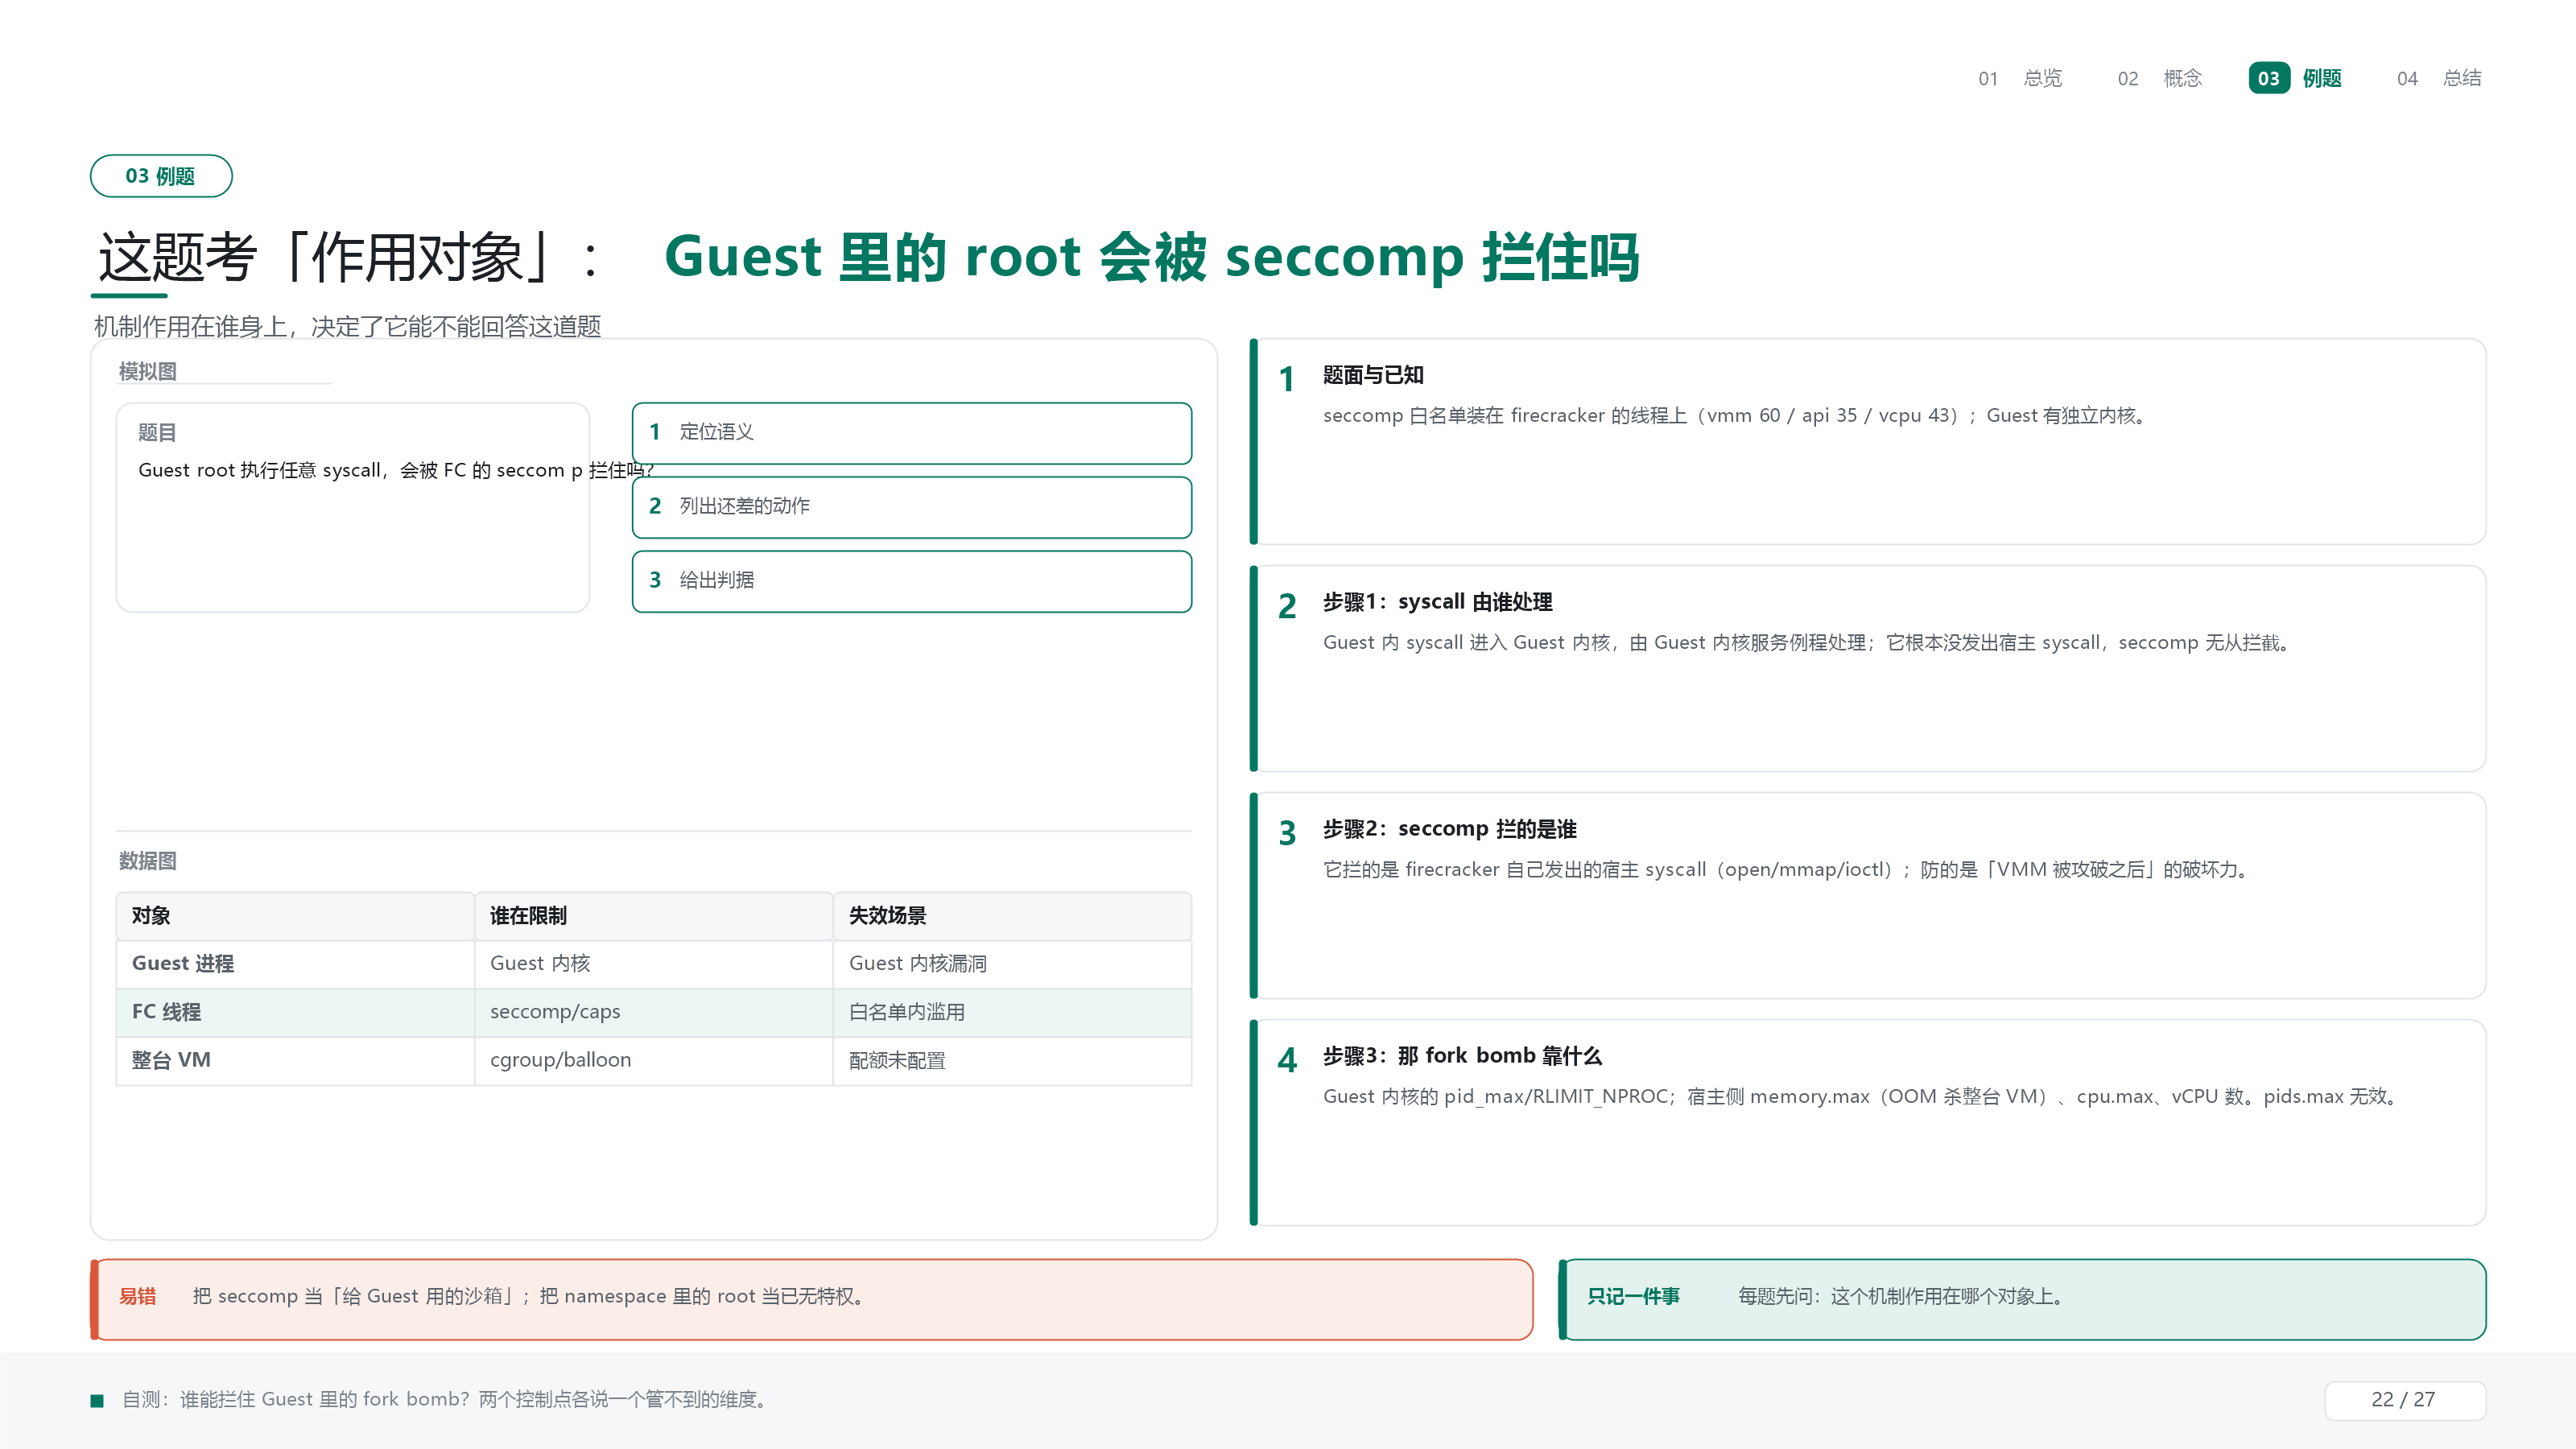 01 总览 02 概念 03 例题 04 总结
03 例题
这题考「作用对象」： Guest 里的 root 会被 seccomp 拦住吗
机制作用在谁身上，决定了它能不能回答这道题
模拟图
题目
Guest root 执行任意 syscall，会被 FC 的 seccom p 拦住吗？
1 定位语义
2 列出还差的动作
3 给出判据
数据图
对象 谁在限制 失效场景
Guest 进程 Guest 内核 Guest 内核漏洞
FC 线程 seccomp/caps 白名单内滥用
整台 VM cgroup/balloon 配额未配置
1 题面与已知
seccomp 白名单装在 firecracker 的线程上（vmm 60 / api 35 / vcpu 43）；Guest 有独立内核。
2 步骤1：syscall 由谁处理
Guest 内 syscall 进入 Guest 内核，由 Guest 内核服务例程处理；它根本没发出宿主 syscall，seccomp 无从拦截。
3 步骤2：seccomp 拦的是谁
它拦的是 firecracker 自己发出的宿主 syscall（open/mmap/ioctl）；防的是「VMM 被攻破之后」的破坏力。
4 步骤3：那 fork bomb 靠什么
Guest 内核的 pid_max/RLIMIT_NPROC；宿主侧 memory.max（OOM 杀整台 VM）、cpu.max、vCPU 数。pids.max 无效。
易错 把 seccomp 当「给 Guest 用的沙箱」；把 namespace 里的 root 当已无特权。
只记一件事 每题先问：这个机制作用在哪个对象上。
自测：谁能拦住 Guest 里的 fork bomb？两个控制点各说一个管不到的维度。
22 / 27